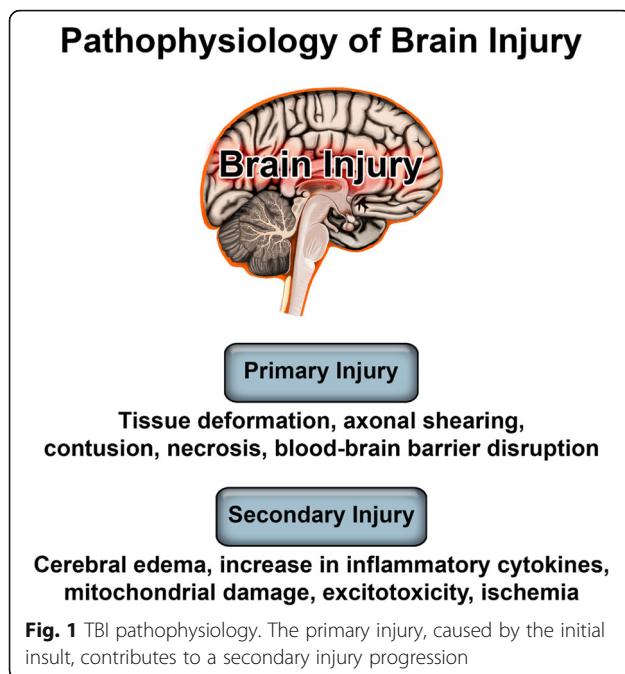 Pathophysiology of Brain Injury
Brain Injury
Primary Injury
Tissue deformation, axonal shearing,
contusion, necrosis, blood-brain barrier disruption
Secondary Injury
Cerebral edema, increase in inflammatory cytokines,
mitochondrial damage, excitotoxicity, ischemia
Fig. 1 TBI pathophysiology. The primary injury, caused by the initial
insult, contributes to a secondary injury progression